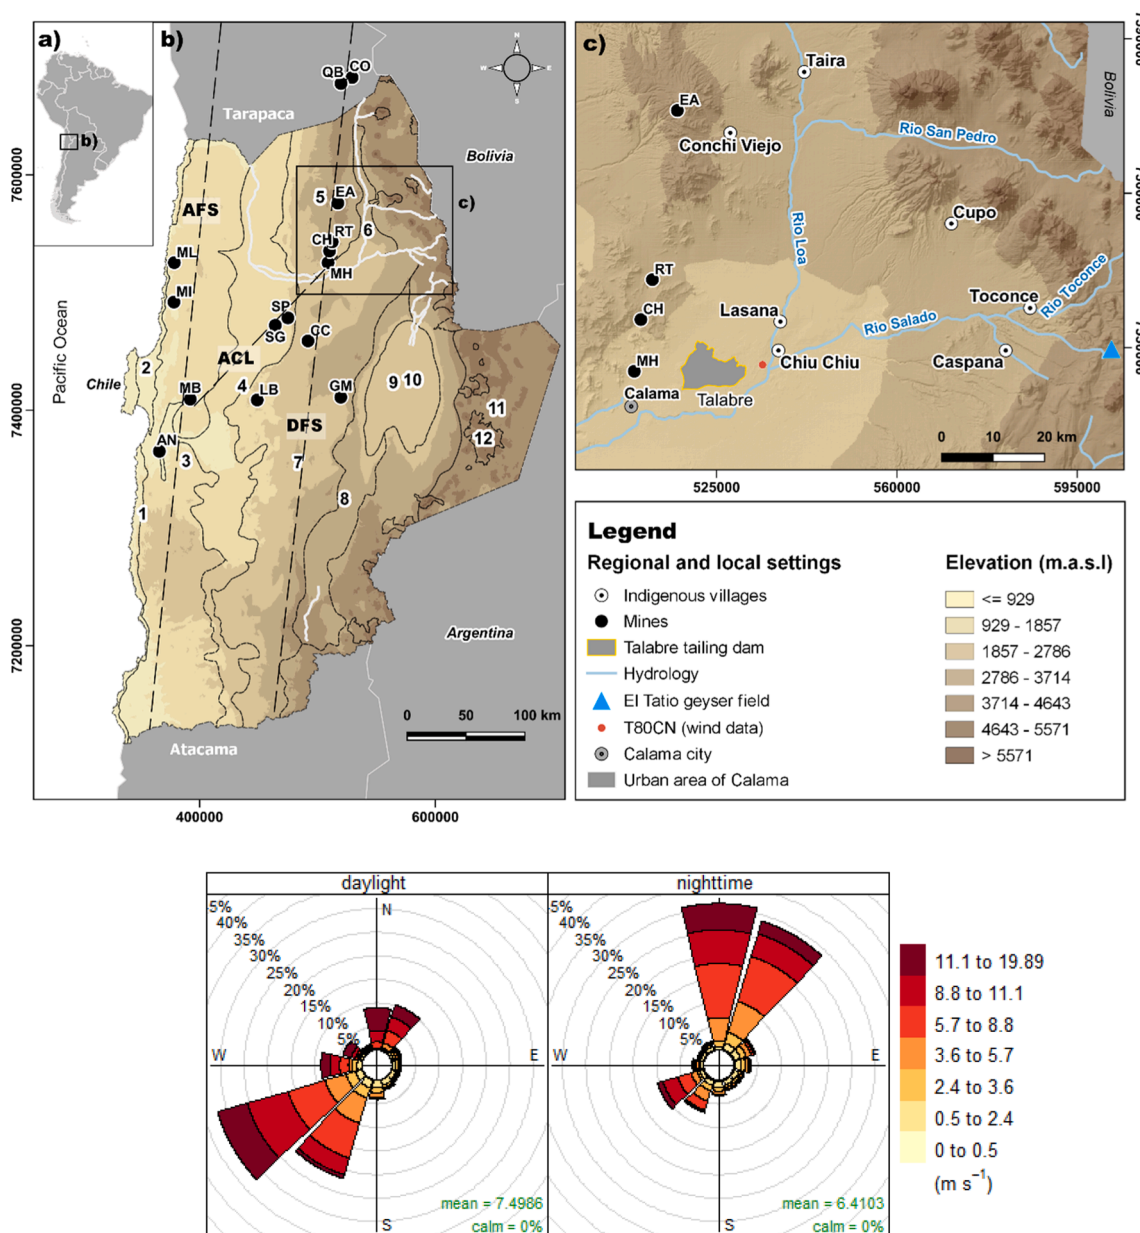 a)
b)
b)
N
W
E
S
QB
CO
Tarapaca
Bolivia
7600000
AFS
5
EA
c)
RT
6
CH
MH
ML
MI
SP
SG
CC
Pacific Ocean
ACL
2
Chile
MB
4
LB
GM
9
10
7400000
DFS
11
12
AN
3
7
8
1
7200000
Argentina
0
50
100 km
Atacama
400000
600000
c)
Taira
Bolivia
EA
Conchi Viejo
Rio San Pedro
Cupo
Rio Loa
RT
Toconce
Rio Toconce
CH
Lasana
Rio Salado
MH
Chiu Chiu
Caspana
Calama
Talabre
0
10
20 km
525000
560000
595000
Legend
Regional and local settings
Indigenous villages
Mines
Talabre tailing dam
Hydrology
El Tatio geyser field
T80CN (wind data)
Calama city
Urban area of Calama
Elevation (m.a.s.l)
<= 929
929 - 1857
1857 - 2786
2786 - 3714
3714 - 4643
4643 - 5571
> 5571
daylight
5%
40%
35%
30%
25%
20%
15%
10%
5%
N
W
E
S
mean = 7.4986
calm = 0%
nighttime
5%
40%
35%
30%
25%
20%
15%
10%
5%
W
E
S
mean = 6.4103
calm = 0%
11.1 to 19.89
8.8 to 11.1
5.7 to 8.8
3.6 to 5.7
2.4 to 3.6
0.5 to 2.4
0 to 0.5
(m s⁻¹)